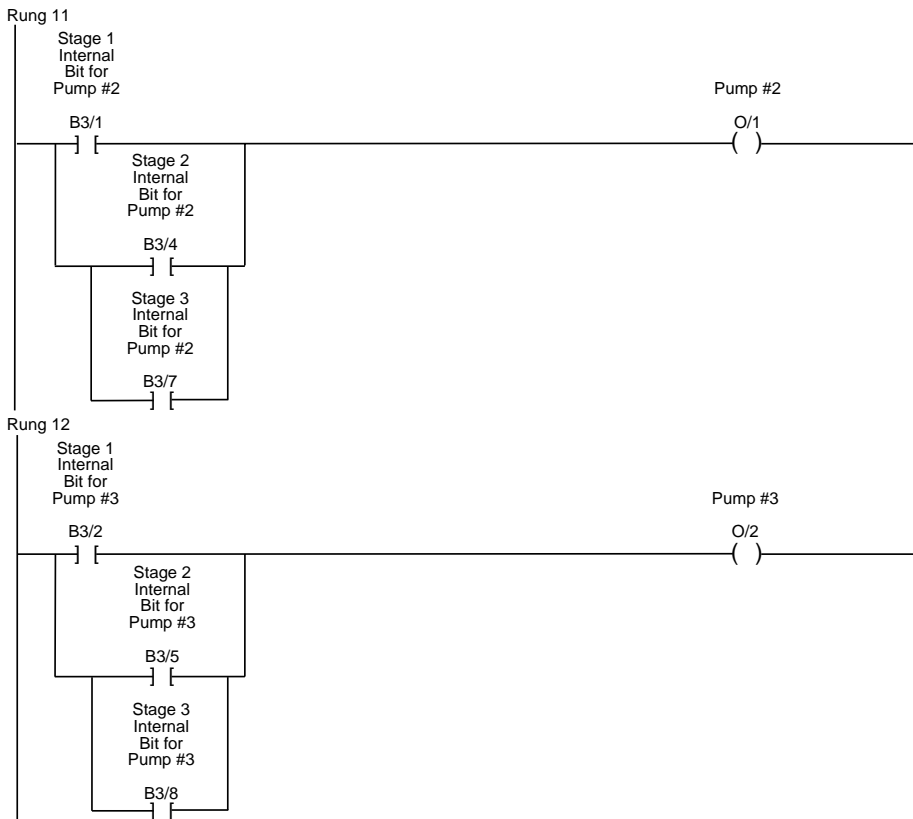 Rung 11
Stage 1
Internal
Bit for
Pump #2
Pump #2
B3/1
O/1
Stage 2
Internal
Bit for
Pump #2
B3/4
Stage 3
Internal
Bit for
Pump #2
B3/7
Rung 12
Stage 1
Internal
Bit for
Pump #3
Pump #3
B3/2
O/2
Stage 2
Internal
Bit for
Pump #3
B3/5
Stage 3
Internal
Bit for
Pump #3
B3/8